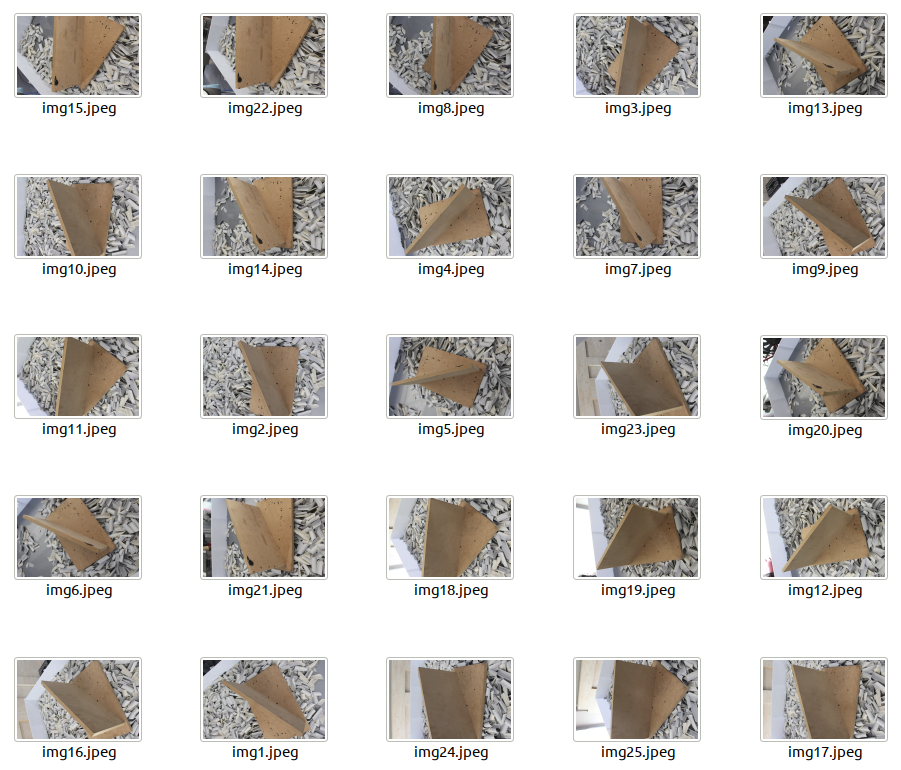 img15.jpeg img22.jpeg img8.jpeg img3.jpeg img13.jpeg
img10.jpeg img14.jpeg img4.jpeg img7.jpeg img9.jpeg
img11.jpeg img2.jpeg img5.jpeg img23.jpeg img20.jpeg
img6.jpeg img21.jpeg img18.jpeg img19.jpeg img12.jpeg
img16.jpeg img1.jpeg img24.jpeg img25.jpeg img17.jpeg